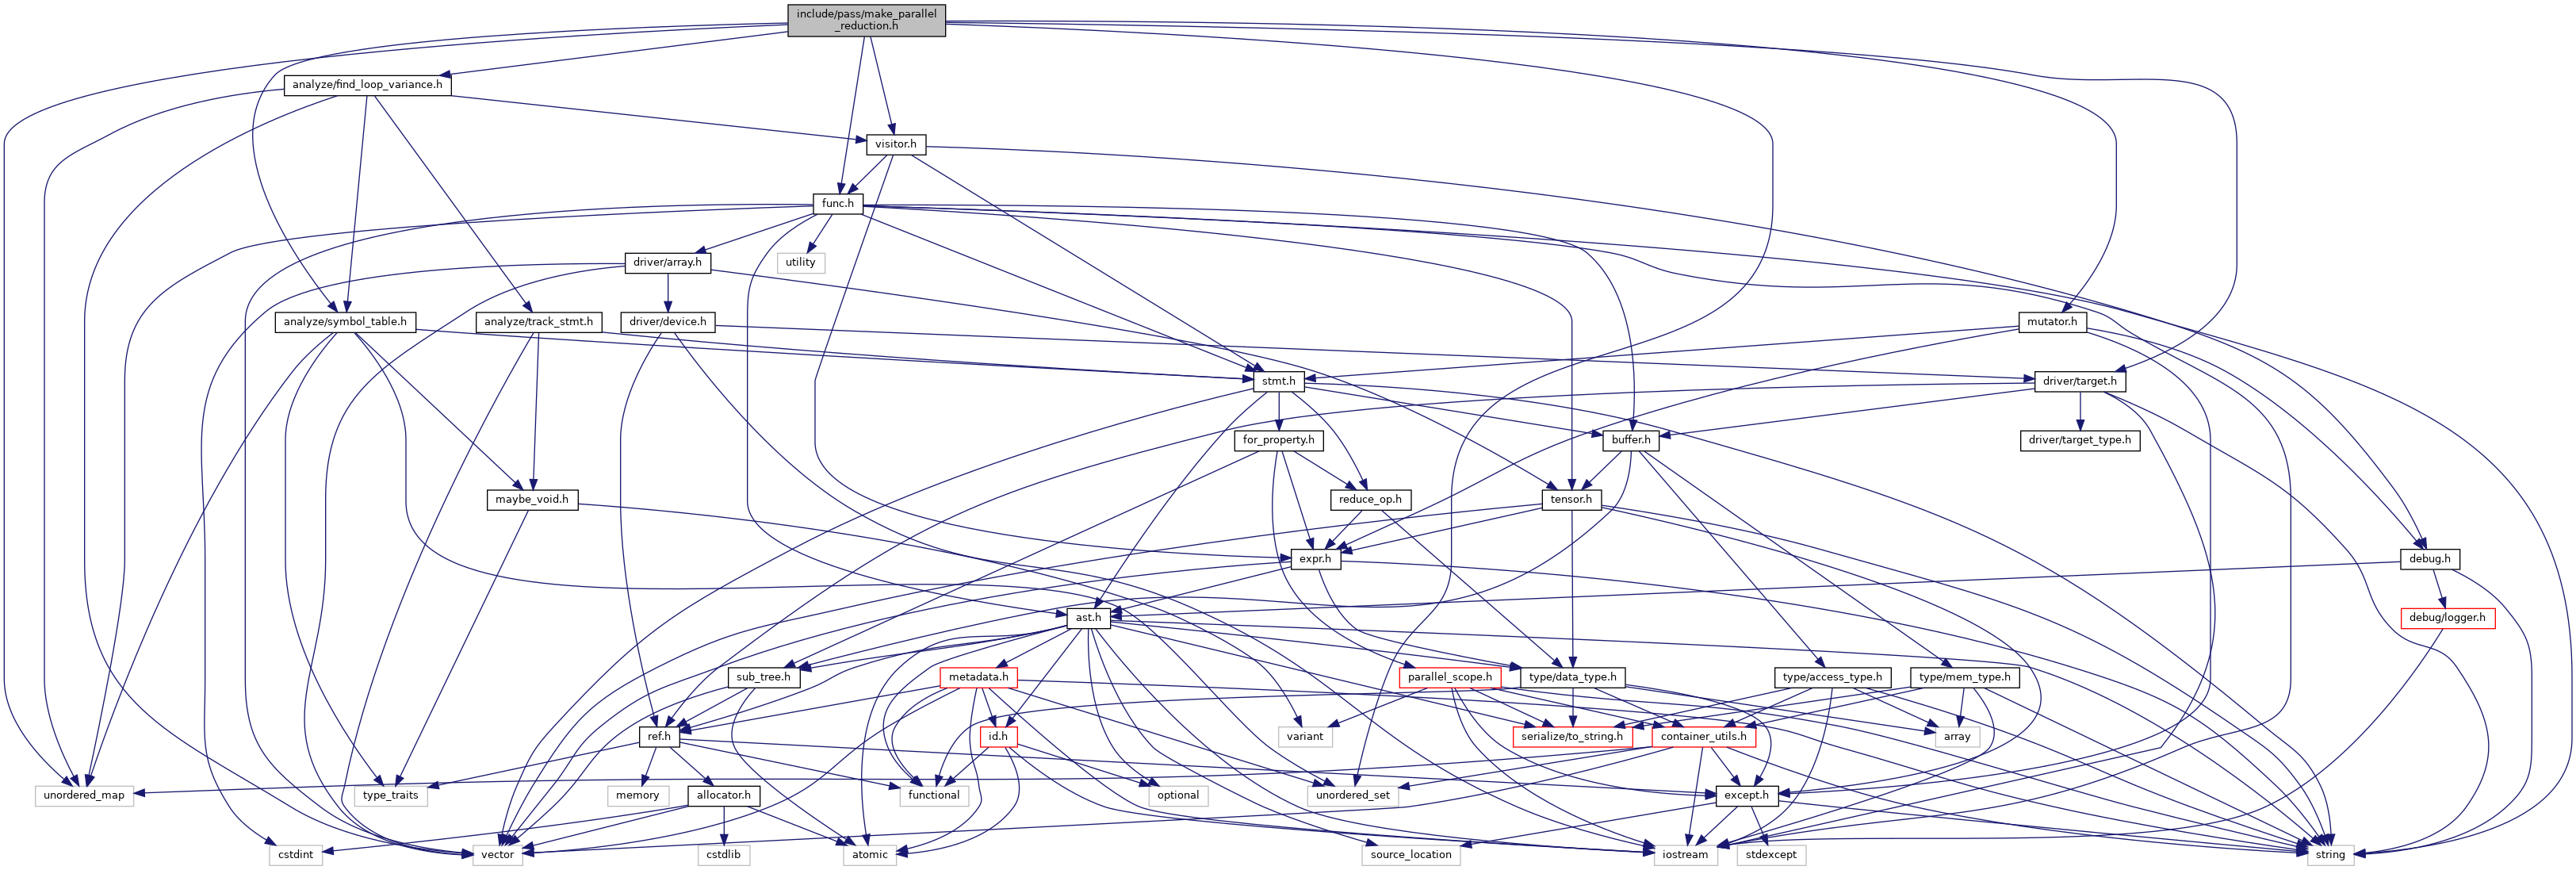 include/pass/make_parallel
_reduction.h
analyze/find_loop_variance.h
visitor.h
func.h
driver/array.h
utility
analyze/symbol_table.h
analyze/track_stmt.h
driver/device.h
mutator.h
stmt.h
driver/target.h
for_property.h
buffer.h
driver/target_type.h
maybe_void.h
reduce_op.h
tensor.h
expr.h
debug.h
ast.h
debug/logger.h
sub_tree.h
metadata.h
parallel_scope.h
type/data_type.h
type/access_type.h
type/mem_type.h
ref.h
id.h
variant
serialize/to_string.h
container_utils.h
array
unordered_map
type_traits
memory
allocator.h
functional
optional
unordered_set
except.h
cstdint
vector
cstdlib
atomic
source_location
iostream
stdexcept
string